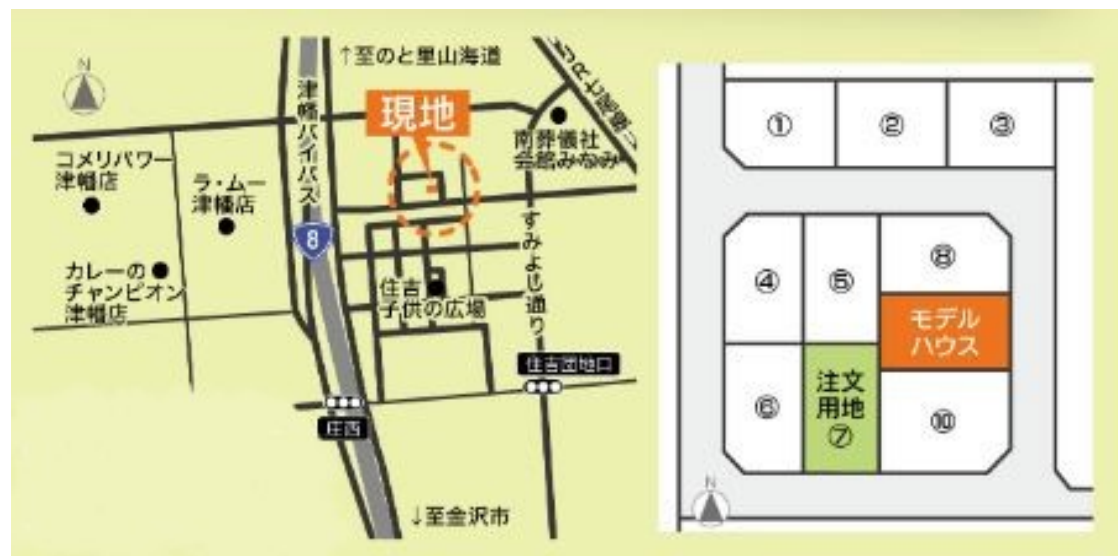 N
↑至のと里山海道
津幡バイパス
現地
南葬儀社
会館みなみ
コメリパワー
津幡店
ラ・ムー
津幡店
8
カレーの
チャンピオン
津幡店
住吉
子供の広場
すみよし通り
住吉団地口
庄西
↓至金沢市
①
②
③
④
⑤
⑧
モデル
ハウス
⑥
注文
用地
⑦
⑩
N